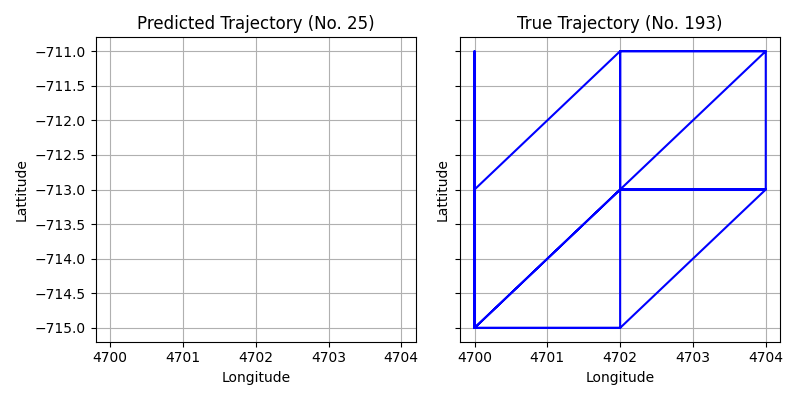 Predicted Trajectory (No. 25)
Lattitude
−711.0
−711.5
−712.0
−712.5
−713.0
−713.5
−714.0
−714.5
−715.0
4700 4701 4702 4703 4704
Longitude
True Trajectory (No. 193)
Lattitude
4700 4701 4702 4703 4704
Longitude